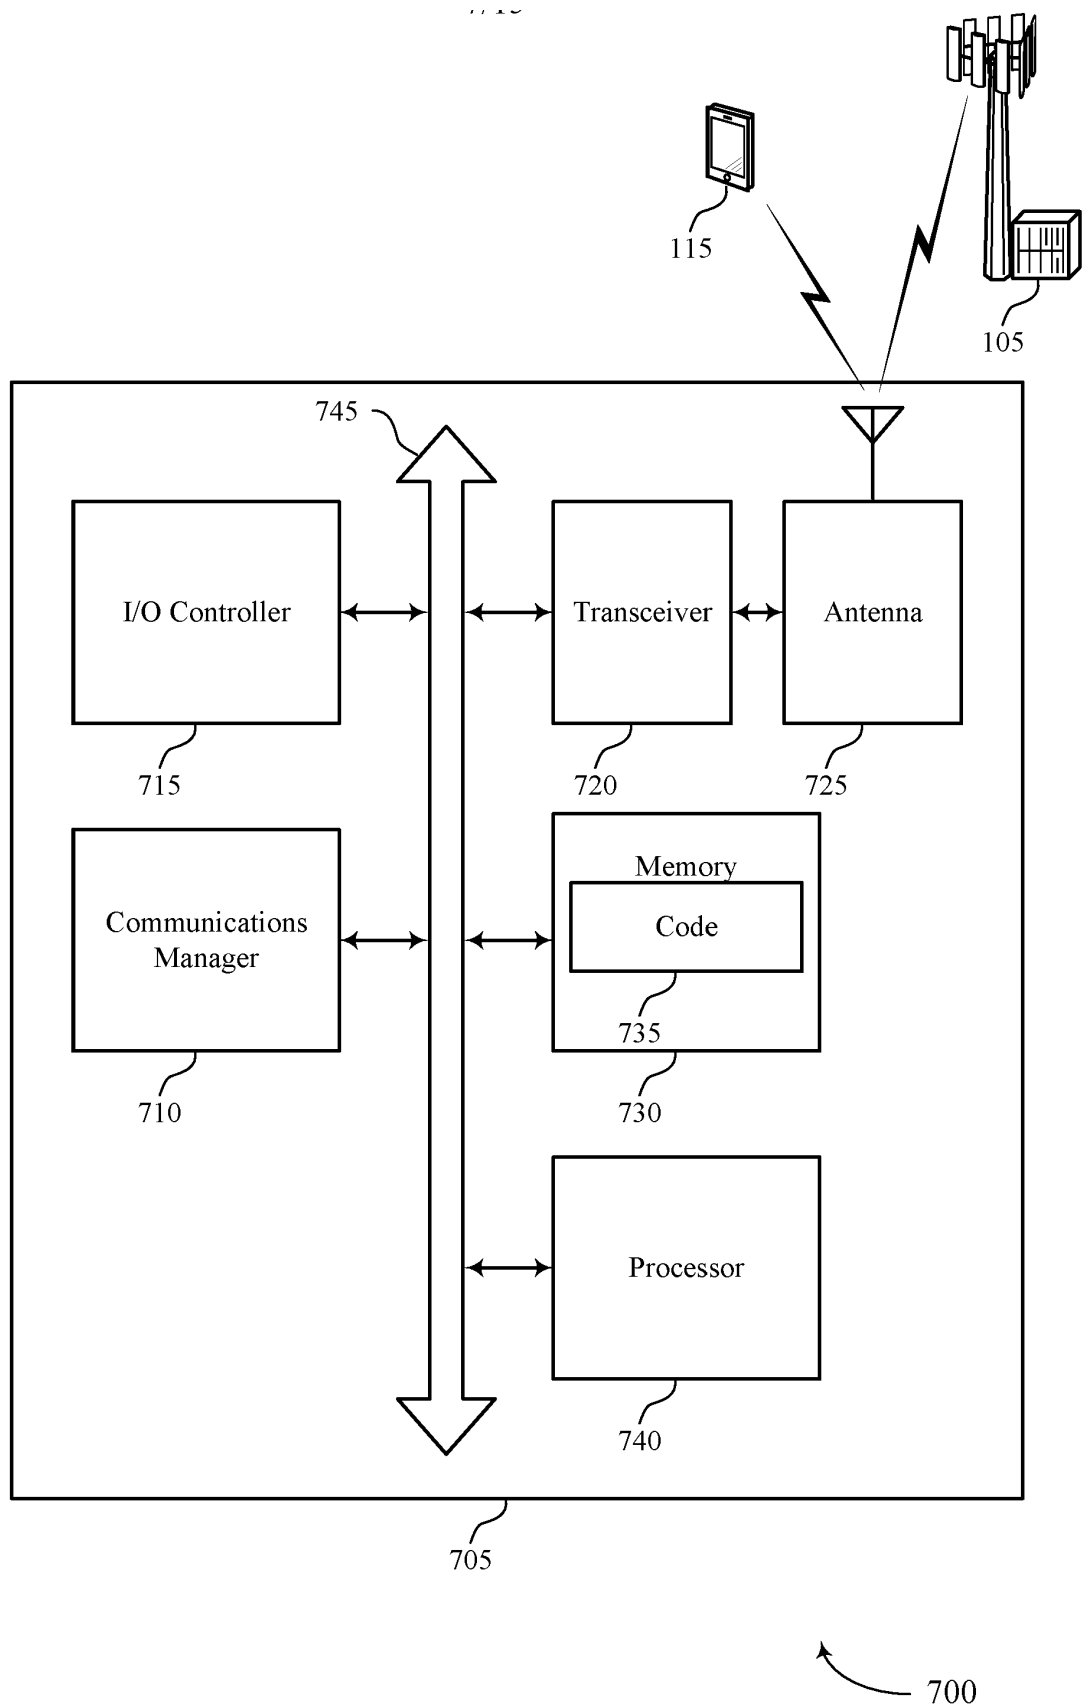 115
105
745
I/O Controller
Transceiver
Antenna
715
720
725
Memory
Code
Communications
Manager
735
710
730
Processor
740
705
700